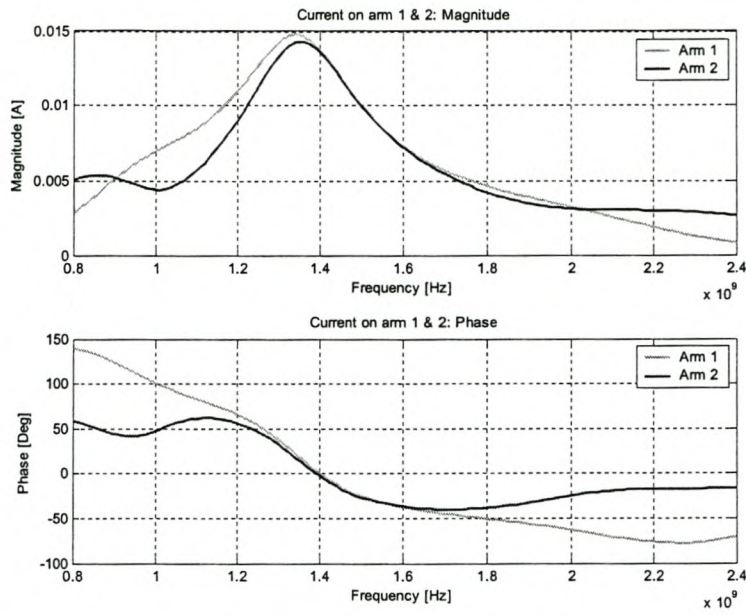 Current on arm 1 & 2: Magnitude
0.015
0.01
0.005
0
Magnitude [A]
Arm 1
Arm 2
0.8 1 1.2 1.4 1.6 1.8 2 2.2 2.4
Frequency [Hz]
x 10^9
Current on arm 1 & 2: Phase
150
100
50
0
-50
-100
Phase [Deg]
Arm 1
Arm 2
0.8 1 1.2 1.4 1.6 1.8 2 2.2 2.4
Frequency [Hz]
x 10^9